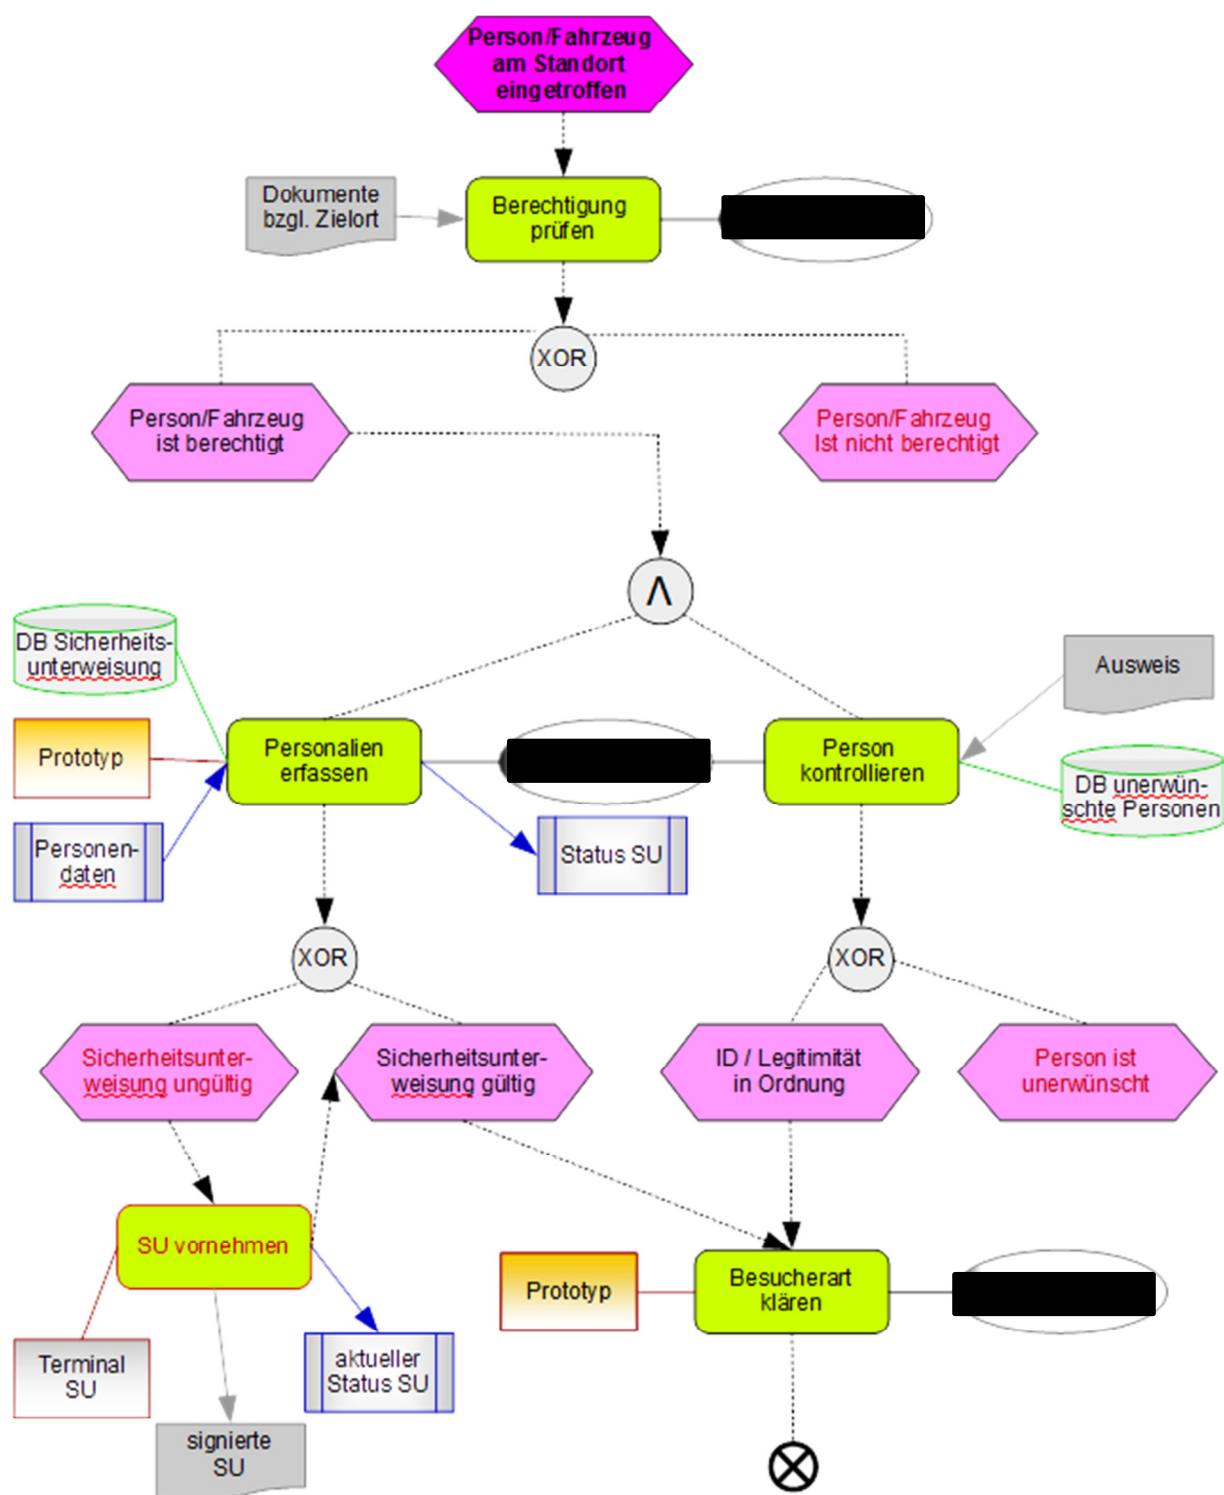 Person/Fahrzeug
am Standort
eingetroffen
Dokumente
bzgl. Zielort
Berechtigung
prüfen
XOR
Person/Fahrzeug
ist berechtigt
Person/Fahrzeug
Ist nicht berechtigt
Λ
DB Sicherheits-
unterweisung
Ausweis
Prototyp
Personalien
erfassen
Person
kontrollieren
DB unerwün-
schte Personen
Personen-
daten
Status SU
XOR
XOR
Sicherheitsunter-
weisung ungültig
Sicherheitsunter-
weisung gültig
ID / Legitimität
in Ordnung
Person ist
unerwünscht
SU vornehmen
Prototyp
Besucherart
klären
Terminal
SU
aktueller
Status SU
signierte
SU